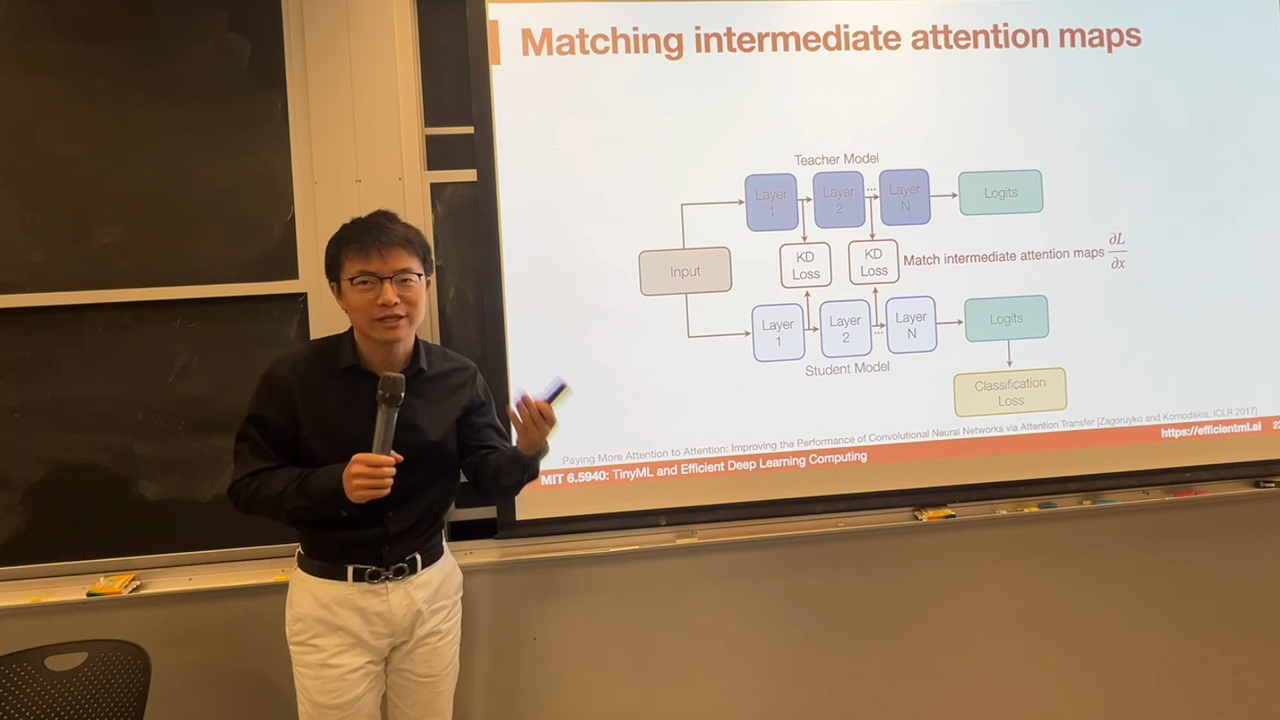 Matching intermediate attention maps
Teacher Model
Layer
1
Layer
2
...
Layer
N
Logits
Input
KD
Loss
KD
Loss
Match intermediate attention maps ∂L/∂x
Layer
1
Layer
2
...
Layer
N
Logits
Student Model
Classification
Loss
Paying More Attention to Attention: Improving the Performance of Convolutional Neural Networks via Attention Transfer [Zagoruyko and Komodakis, ICLR 2017]
MIT 6.5940: TinyML and Efficient Deep Learning Computing
https://efficientml.ai